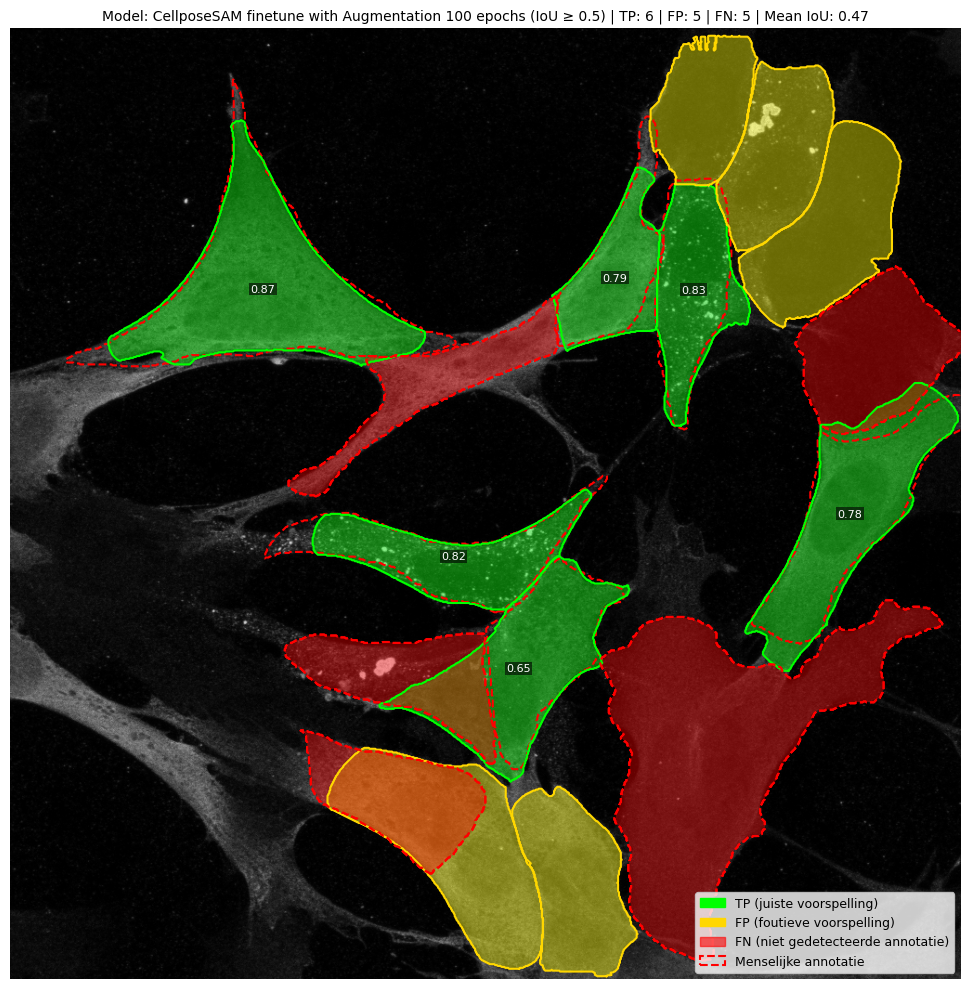 Model: CellposeSAM finetune with Augmentation 100 epochs (IoU ≥ 0.5) | TP: 6 | FP: 5 | FN: 5 | Mean IoU: 0.47
0.79
0.87
0.83
0.78
0.82
0.65
TP (juiste voorspelling)
FP (foutieve voorspelling)
FN (niet gedetecteerde annotatie)
Menselijke annotatie